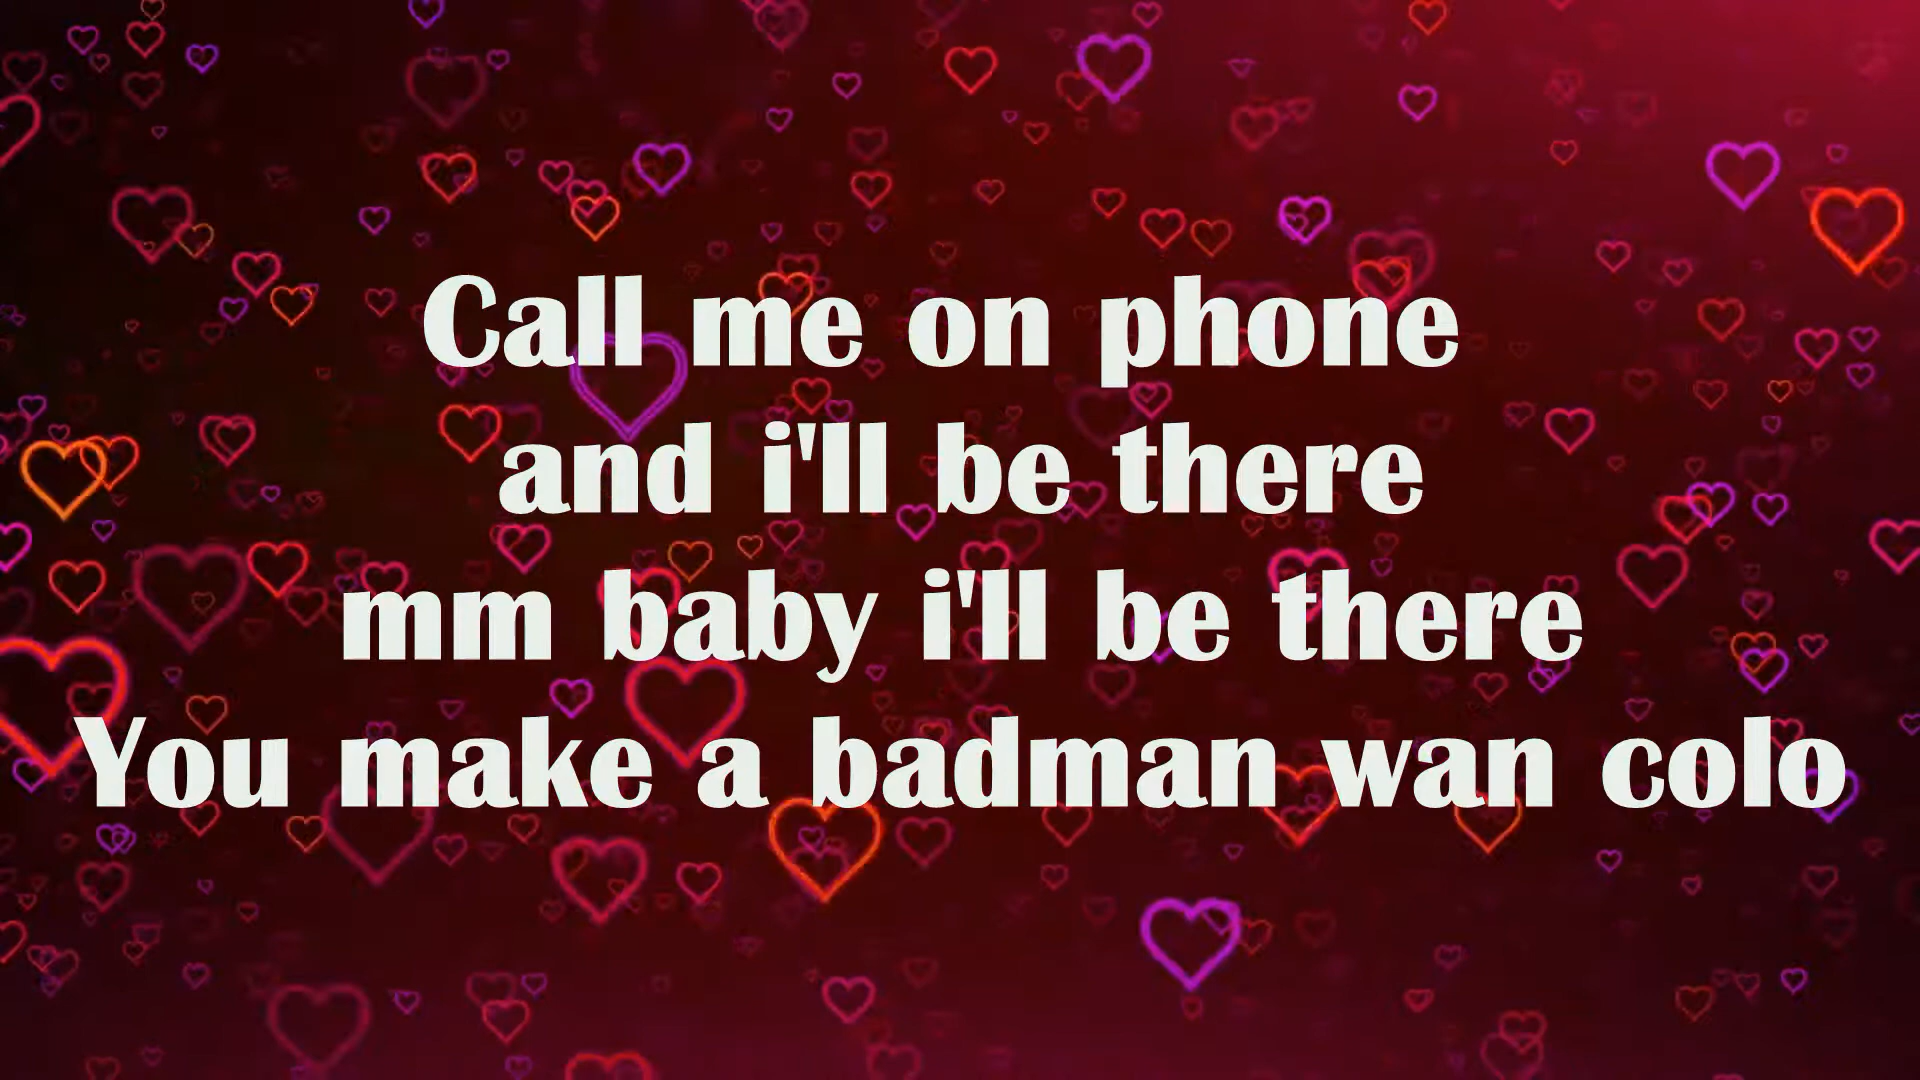 Call me on phone
and i'll be there
mm baby i'll be there
You make a badman wan colo